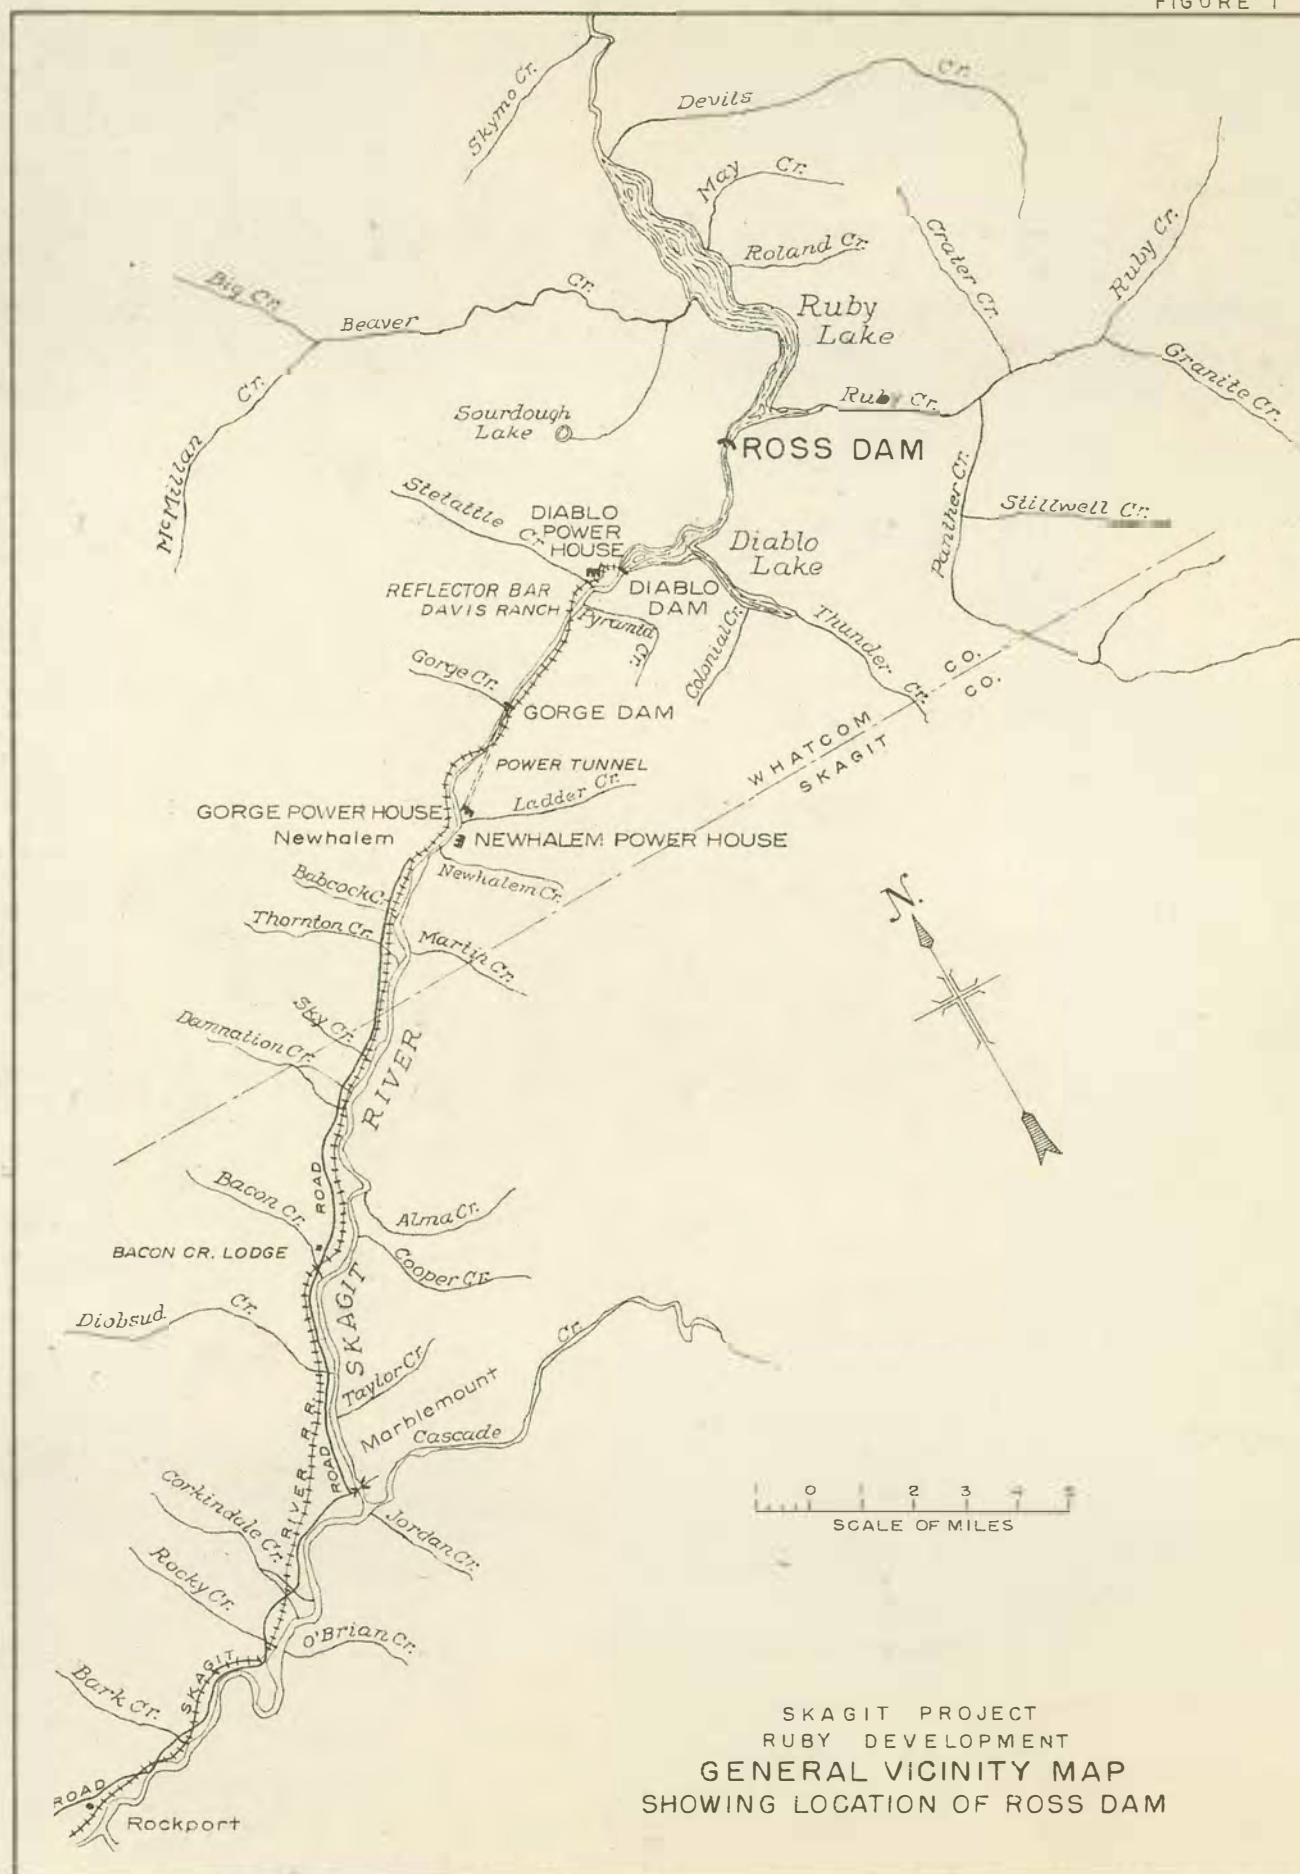 FIGURE 1
Skymo Cr.
Devils Cr.
May Cr.
Roland Cr.
Crater Cr.
Ruby Cr.
Big Cr.
Beaver Cr.
Ruby
Lake
Granite Cr.
McMillan Cr.
Sourdough
Lake
Ruby Cr.
ROSS DAM
Panther Cr.
Stillwell Cr.
Stetattle Cr.
DIABLO
POWER
HOUSE
Diablo
Lake
REFLECTOR BAR
DAVIS RANCH
DIABLO
DAM
Pyramid Cr.
Colonial Cr.
Thunder Cr.
Gorge Cr.
GORGE DAM
WHATCOM CO.
SKAGIT CO.
POWER TUNNEL
Ladder Cr.
GORGE POWER HOUSE
Newhalem
NEWHALEM POWER HOUSE
Babcock C.
Newhalem Cr.
Thornton Cr.
Martin Cr.
N.
Sky Cr.
Damnation Cr.
SKAGIT RIVER
ROAD
Bacon Cr.
Alma Cr.
BACON CR. LODGE
Cooper Cr.
Diobsud Cr.
Taylor Cr.
Marblemount
Cascade Cr.
ROAD
SKAGIT RIVER R.R.
Corkindale Cr.
Jordan Cr.
Rocky Cr.
O'Brian Cr.
Bark Cr.
ROAD
Rockport
0 2 3 4
SCALE OF MILES
SKAGIT PROJECT
RUBY DEVELOPMENT
GENERAL VICINITY MAP
SHOWING LOCATION OF ROSS DAM